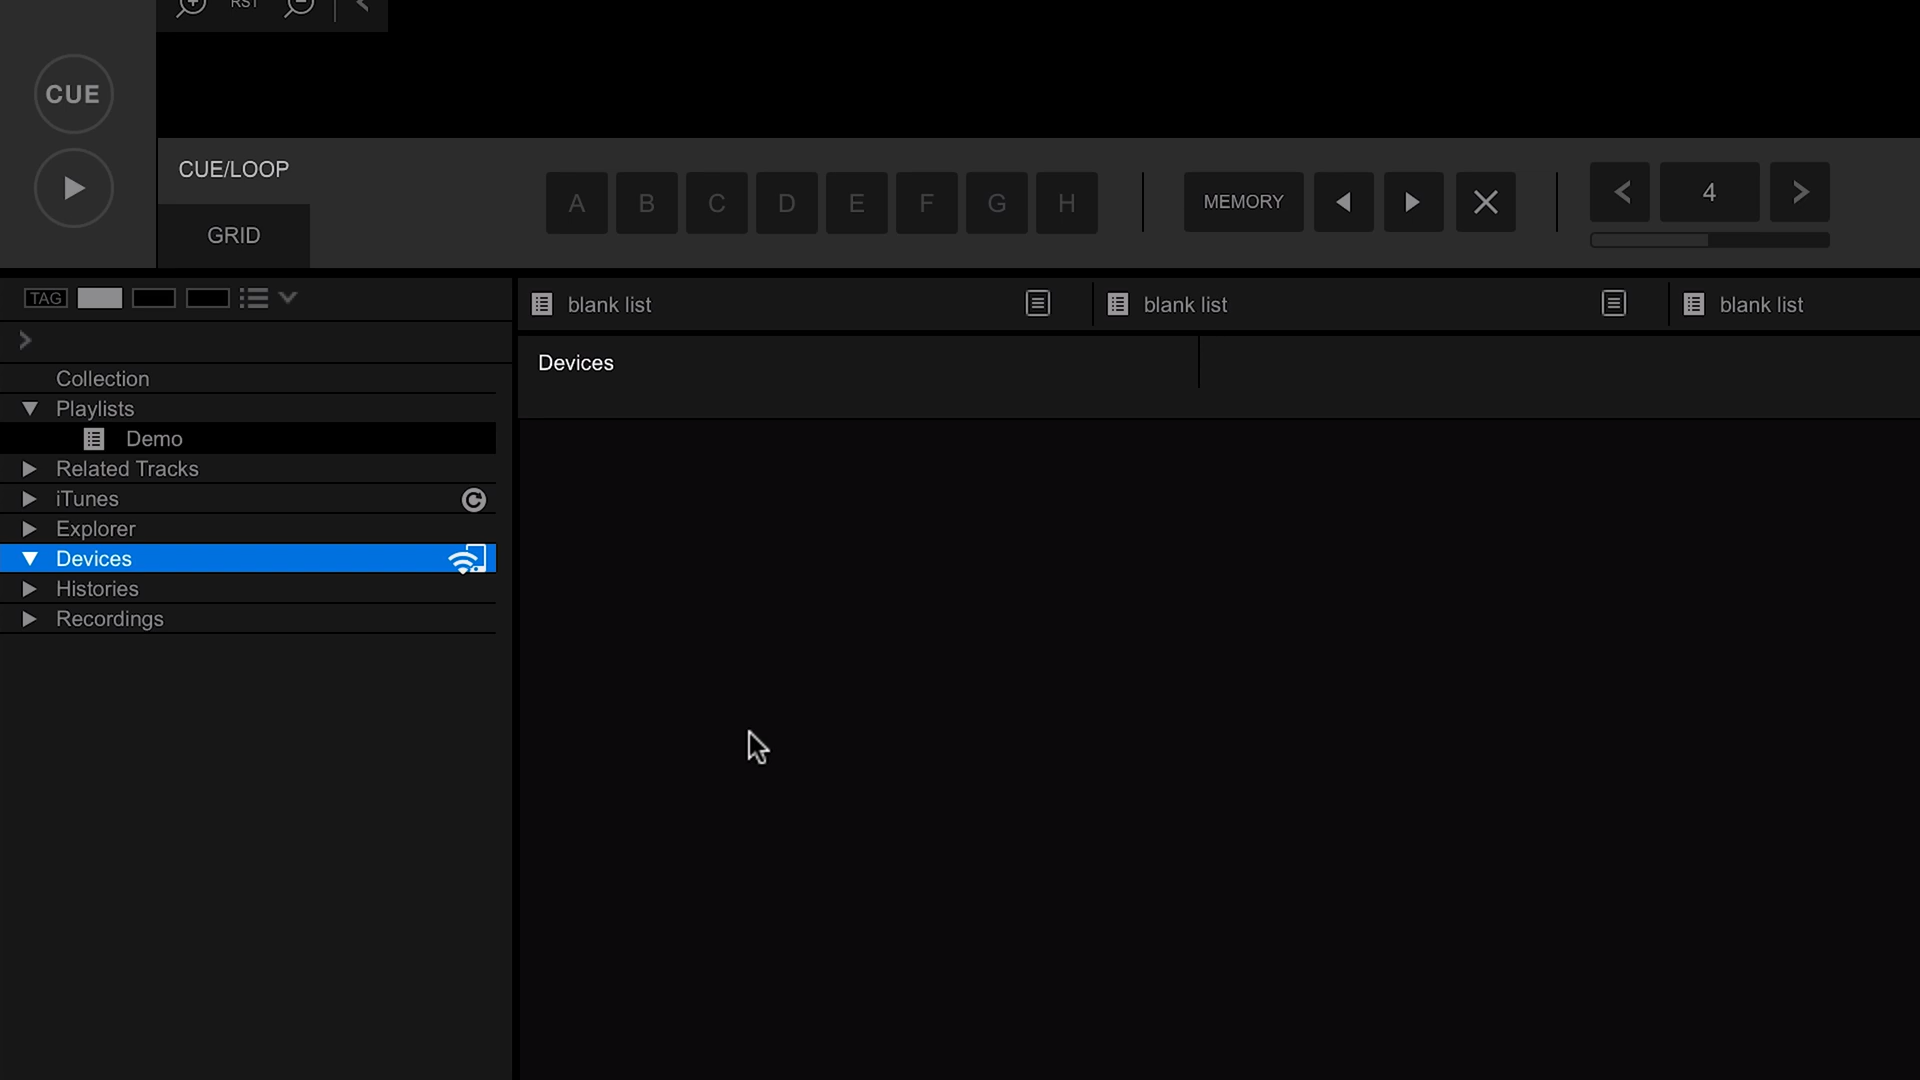 RST
CUE
CUE/LOOP
GRID
A B C D E F G H
MEMORY
4
TAG
blank list
blank list
blank list
Devices
Collection
Playlists
Demo
Related Tracks
iTunes
Explorer
Devices
Histories
Recordings